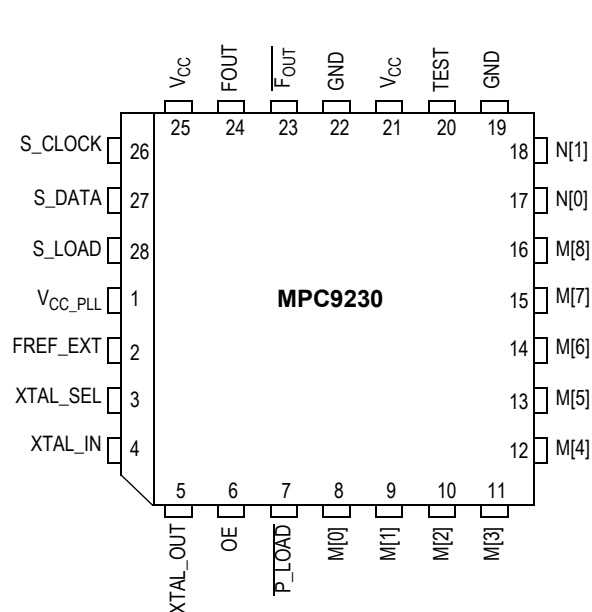 VCC
FOUT
FOUT
GND
VCC
TEST
GND
25
24
23
22
21
20
19
S_CLOCK
26
18
N[1]
S_DATA
27
17
N[0]
S_LOAD
28
16
M[8]
VCC_PLL
1
MPC9230
15
M[7]
FREF_EXT
2
14
M[6]
XTAL_SEL
3
13
M[5]
XTAL_IN
4
12
M[4]
5
6
7
8
9
10
11
XTAL_OUT
OE
P_LOAD
M[0]
M[1]
M[2]
M[3]